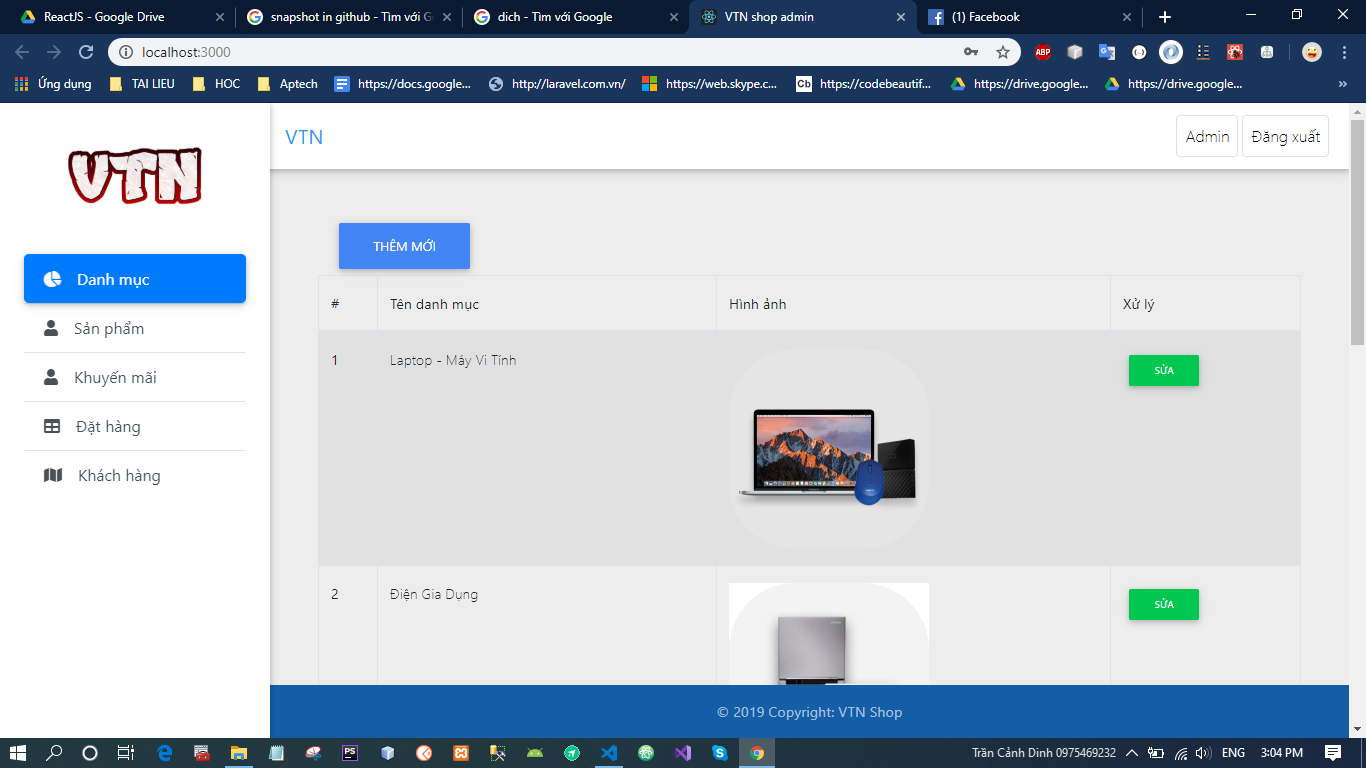 ReactJS - Google Drive
snapshot in github - Tìm với G
dich - Tìm với Google
VTN shop admin
(1) Facebook
localhost:3000
Ứng dụng
TAI LIEU
HOC
Aptech
https://docs.google...
http://laravel.com.vn/
https://web.skype.c...
Cb
https://codebeautif...
https://drive.google...
https://drive.google...
»
VTN
VTN
Admin
Đăng xuất
Danh mục
Sản phẩm
Khuyến mãi
Đặt hàng
Khách hàng
THÊM MỚI
# Tên danh mục Hình ảnh Xử lý
1 Laptop - Máy Vi Tính SỬA
2 Điện Gia Dụng SỬA
© 2019 Copyright: VTN Shop
Trần Cảnh Dinh 0975469232
ENG
3:04 PM